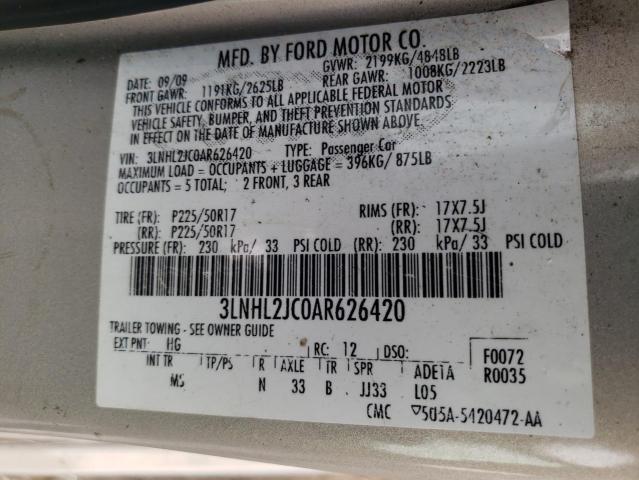 MFD. BY FORD MOTOR CO.
DATE: 09/09 GVWR: 2199KG/4848LB
FRONT GAWR: 1191KG/2625LB REAR GAWR: 1008KG/2223LB
THIS VEHICLE CONFORMS TO ALL APPLICABLE FEDERAL MOTOR
VEHICLE SAFETY, BUMPER, AND THEFT PREVENTION STANDARDS
IN EFFECT ON THE DATE OF MANUFACTURE SHOWN ABOVE.
VIN: 3LNHL2JC0AR626420 TYPE: Passenger Car
MAXIMUM LOAD = OCCUPANTS + LUGGAGE = 396KG/ 875LB
OCCUPANTS = 5 TOTAL; 2 FRONT, 3 REAR
TIRE (FR): P225/50R17 RIMS (FR): 17X7.5J
(RR): P225/50R17 (RR): 17X7.5J
PRESSURE (FR): 230 kPa/ 33 PSI COLD (RR): 230 kPa/ 33 PSI COLD
3LNHL2JC0AR626420
TRAILER TOWING - SEE OWNER GUIDE
EXT PNT: HG RC: 12 DSO: F0072
INT TR TP/PS R AXLE TR SPR ADE1A R0035
MS N 33 B JJ33 L05
CMC ▽5U5A-5420472-AA